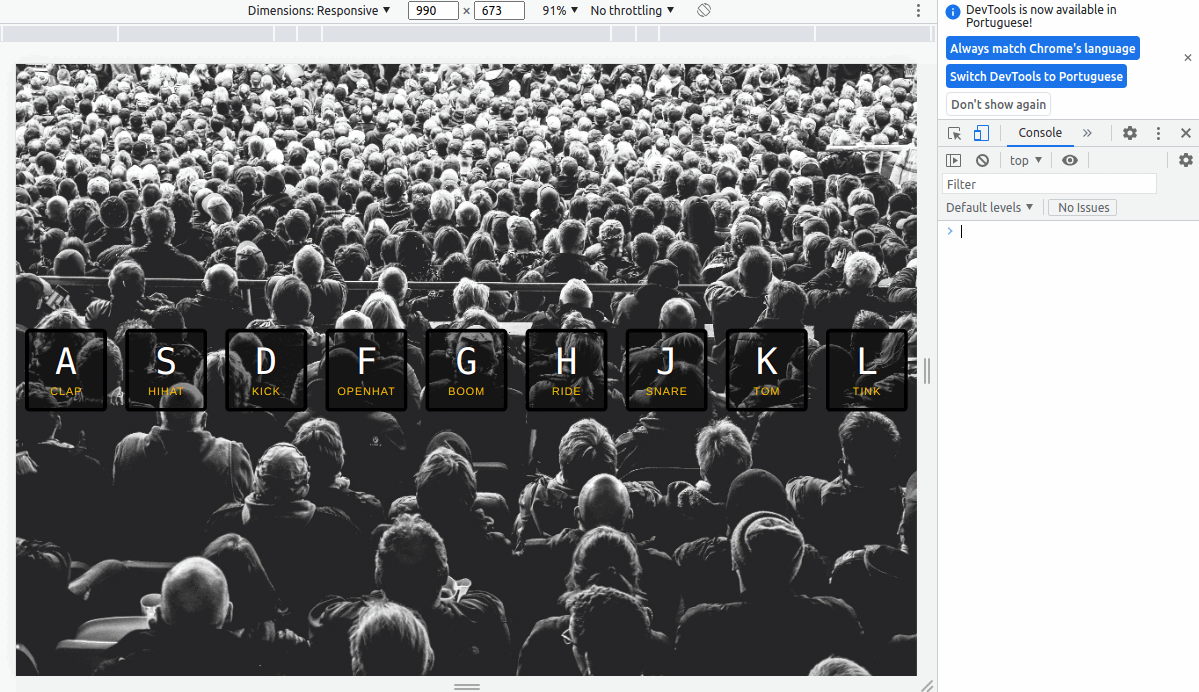 Dimensions: Responsive 990 × 673 91% No throttling
DevTools is now available in
Portuguese!
Always match Chrome's language
Switch DevTools to Portuguese
Don't show again
Console
top
Filter
Default levels No Issues
A S D F G H J K L
CLAP HIHAT KICK OPENHAT BOOM RIDE SNARE TOM TINK